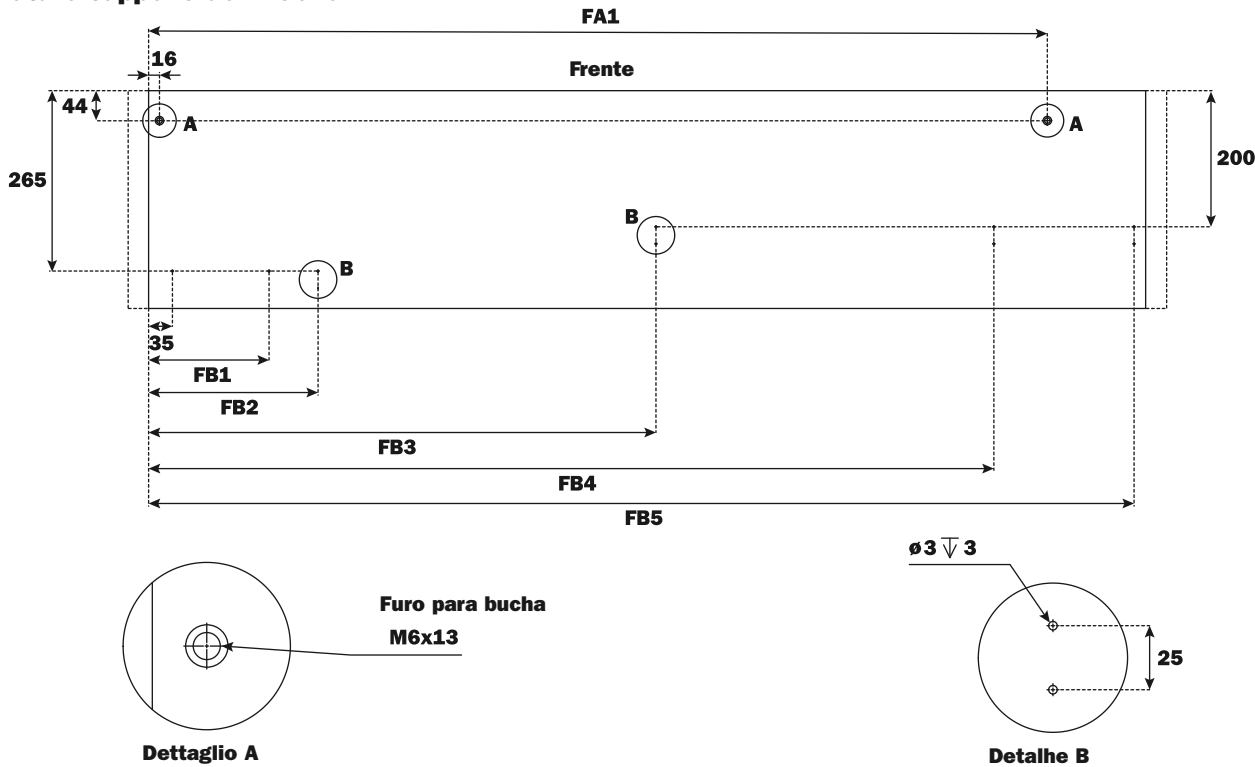 FA1
16
Frente
44
A
A
265
200
B
B
35
FB1
FB2
FB3
FB4
FB5
ø3 ↧ 3
Furo para bucha
M6x13
25
Dettaglio A
Detalhe B